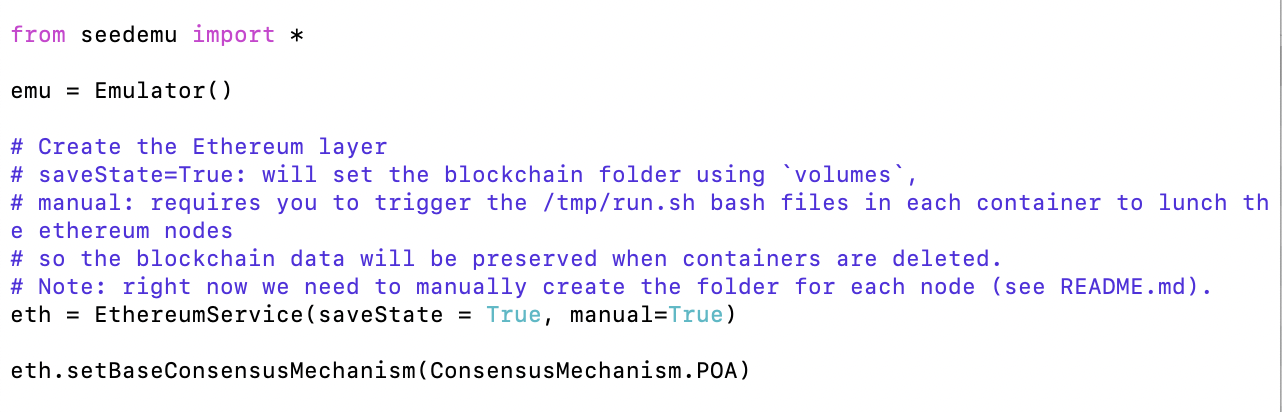 from seedemu import *
emu = Emulator()
# Create the Ethereum layer
# saveState=True: will set the blockchain folder using `volumes`,
# manual: requires you to trigger the /tmp/run.sh bash files in each container to lunch th
e ethereum nodes
# so the blockchain data will be preserved when containers are deleted.
# Note: right now we need to manually create the folder for each node (see README.md).
eth = EthereumService(saveState = True, manual=True)
eth.setBaseConsensusMechanism(ConsensusMechanism.POA)